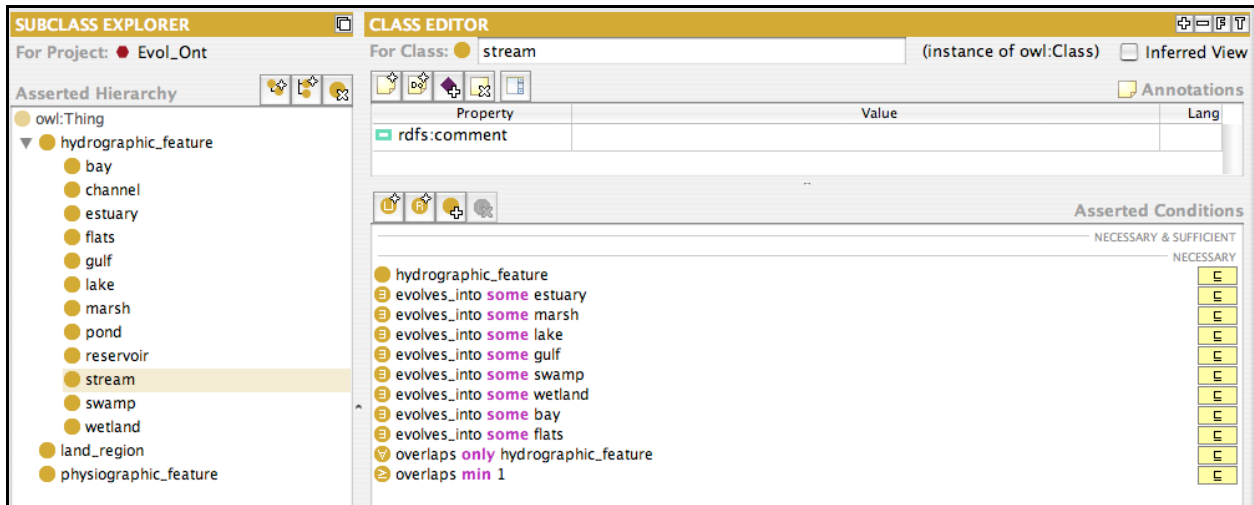 SUBCLASS EXPLORER
For Project: Evol_Ont
Asserted Hierarchy
owl:Thing
hydrographic_feature
bay
channel
estuary
flats
gulf
lake
marsh
pond
reservoir
stream
swamp
wetland
land_region
physiographic_feature
CLASS EDITOR
For Class: stream (instance of owl:Class) Inferred View
Annotations
Property Value Lang
rdfs:comment
Asserted Conditions
NECESSARY & SUFFICIENT
NECESSARY
hydrographic_feature ⊑
∃ evolves_into some estuary ⊑
∃ evolves_into some marsh ⊑
∃ evolves_into some lake ⊑
∃ evolves_into some gulf ⊑
∃ evolves_into some swamp ⊑
∃ evolves_into some wetland ⊑
∃ evolves_into some bay ⊑
∃ evolves_into some flats ⊑
∀ overlaps only hydrographic_feature ⊑
≥ overlaps min 1 ⊑